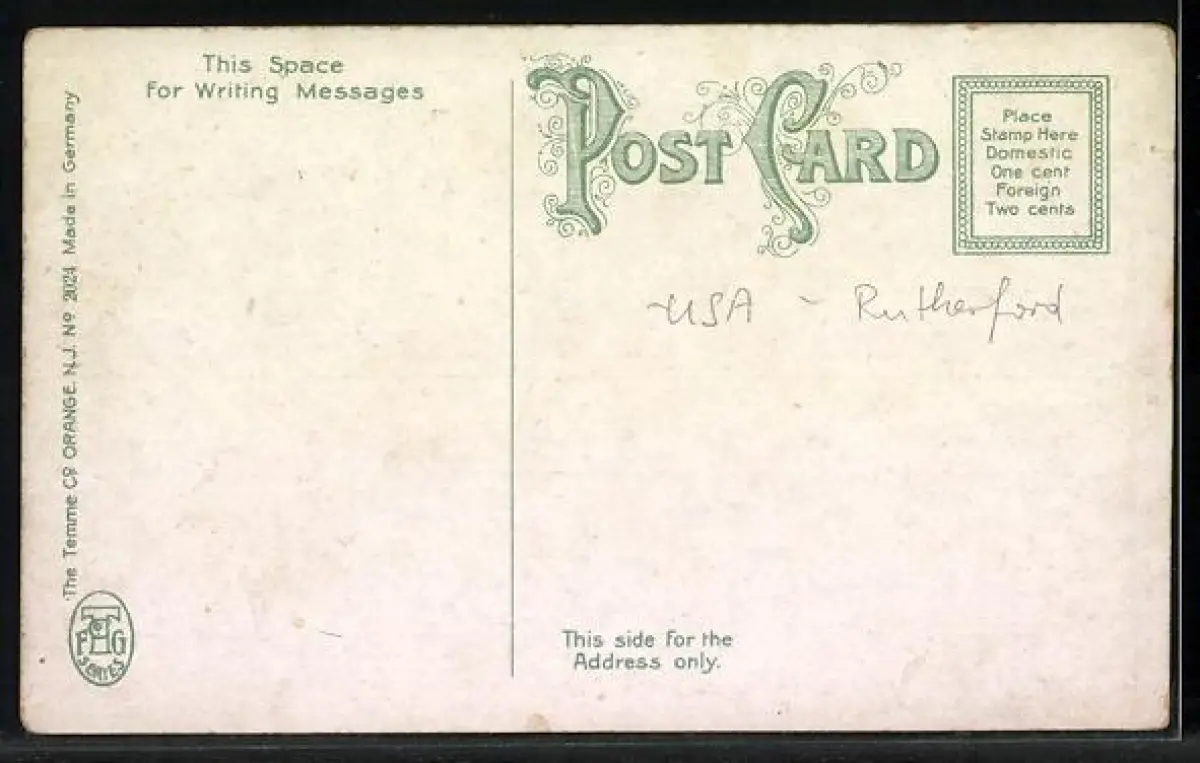 This Space
for Writing Messages
POST CARD
Place
Stamp Here
Domestic
One cent
Foreign
Two cents
USA - Rutherford
The Temme Co ORANGE, N.J. No 2024 Made in Germany
SERIES
This side for the
Address only.